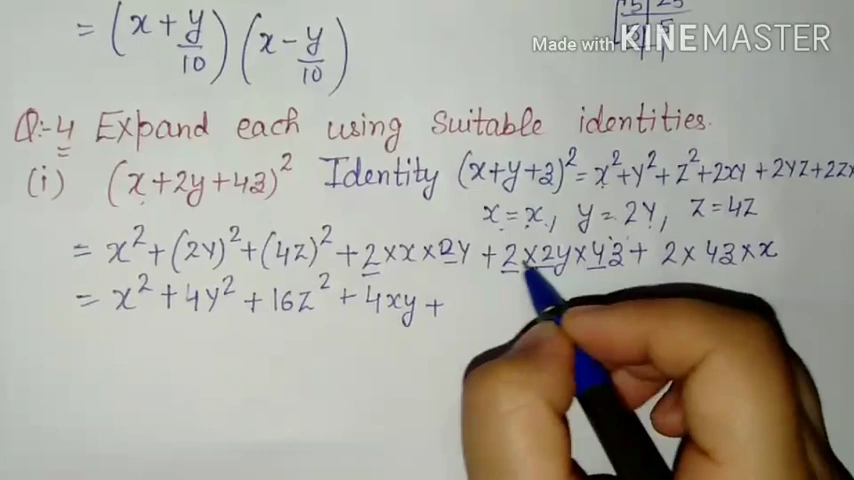 = (x + y/10) (x - y/10)
Made with KINEMASTER
Q:-4 Expand each using Suitable identities.
(i) (x+2y+4z)² Identity (x+y+z)² = x²+y²+z²+2xy+2yz+2zx
x = x, y = 2y, z = 4z
= x² + (2y)² + (4z)² + 2×x×2y + 2×2y×4z + 2×4z×x
= x² + 4y² + 16z² + 4xy +